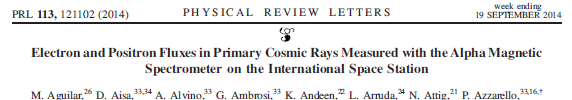 PRL 113, 121102 (2014)
PHYSICAL REVIEW LETTERS
week ending
19 SEPTEMBER 2014
Electron and Positron Fluxes in Primary Cosmic Rays Measured with the Alpha Magnetic
Spectrometer on the International Space Station
M. Aguilar,26 D. Aisa,33,34 A. Alvino,33 G. Ambrosi,33 K. Andeen,22 L. Arruda,24 N. Attig,21 P. Azzarello,33,16,†